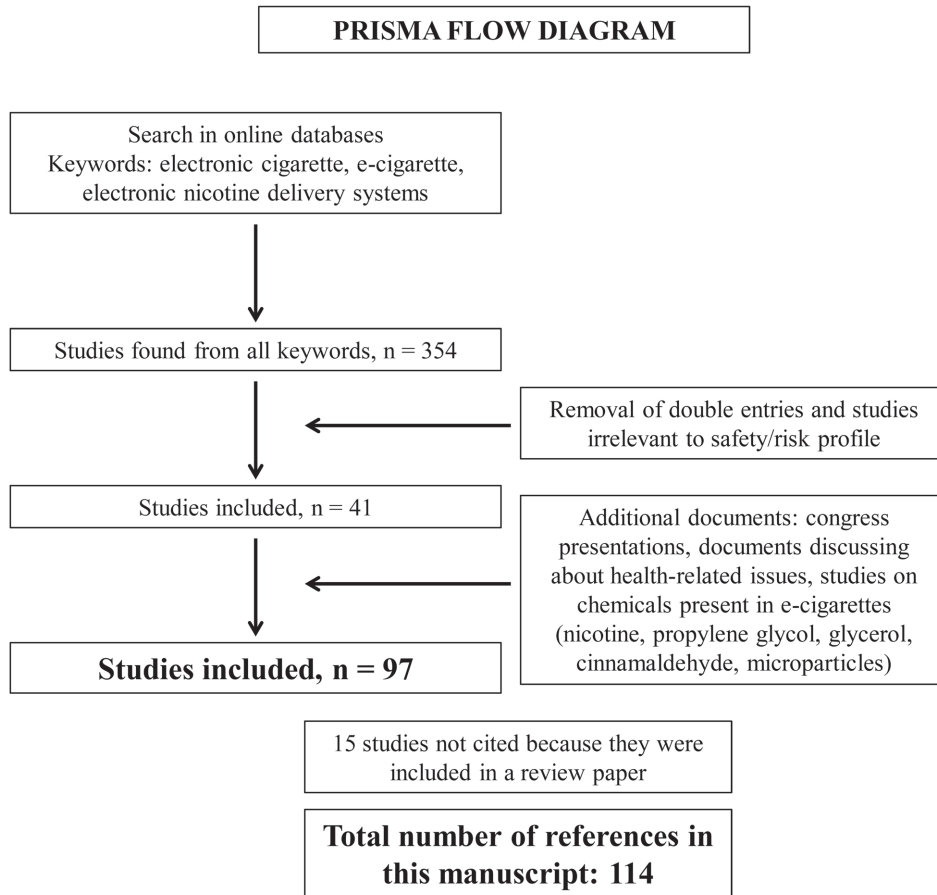 PRISMA FLOW DIAGRAM
Search in online databases
Keywords: electronic cigarette, e-cigarette,
electronic nicotine delivery systems
Studies found from all keywords, n = 354
Removal of double entries and studies
irrelevant to safety/risk profile
Studies included, n = 41
Additional documents: congress
presentations, documents discussing
about health-related issues, studies on
chemicals present in e-cigarettes
(nicotine, propylene glycol, glycerol,
cinnamaldehyde, microparticles)
Studies included, n = 97
15 studies not cited because they were
included in a review paper
Total number of references in
this manuscript: 114